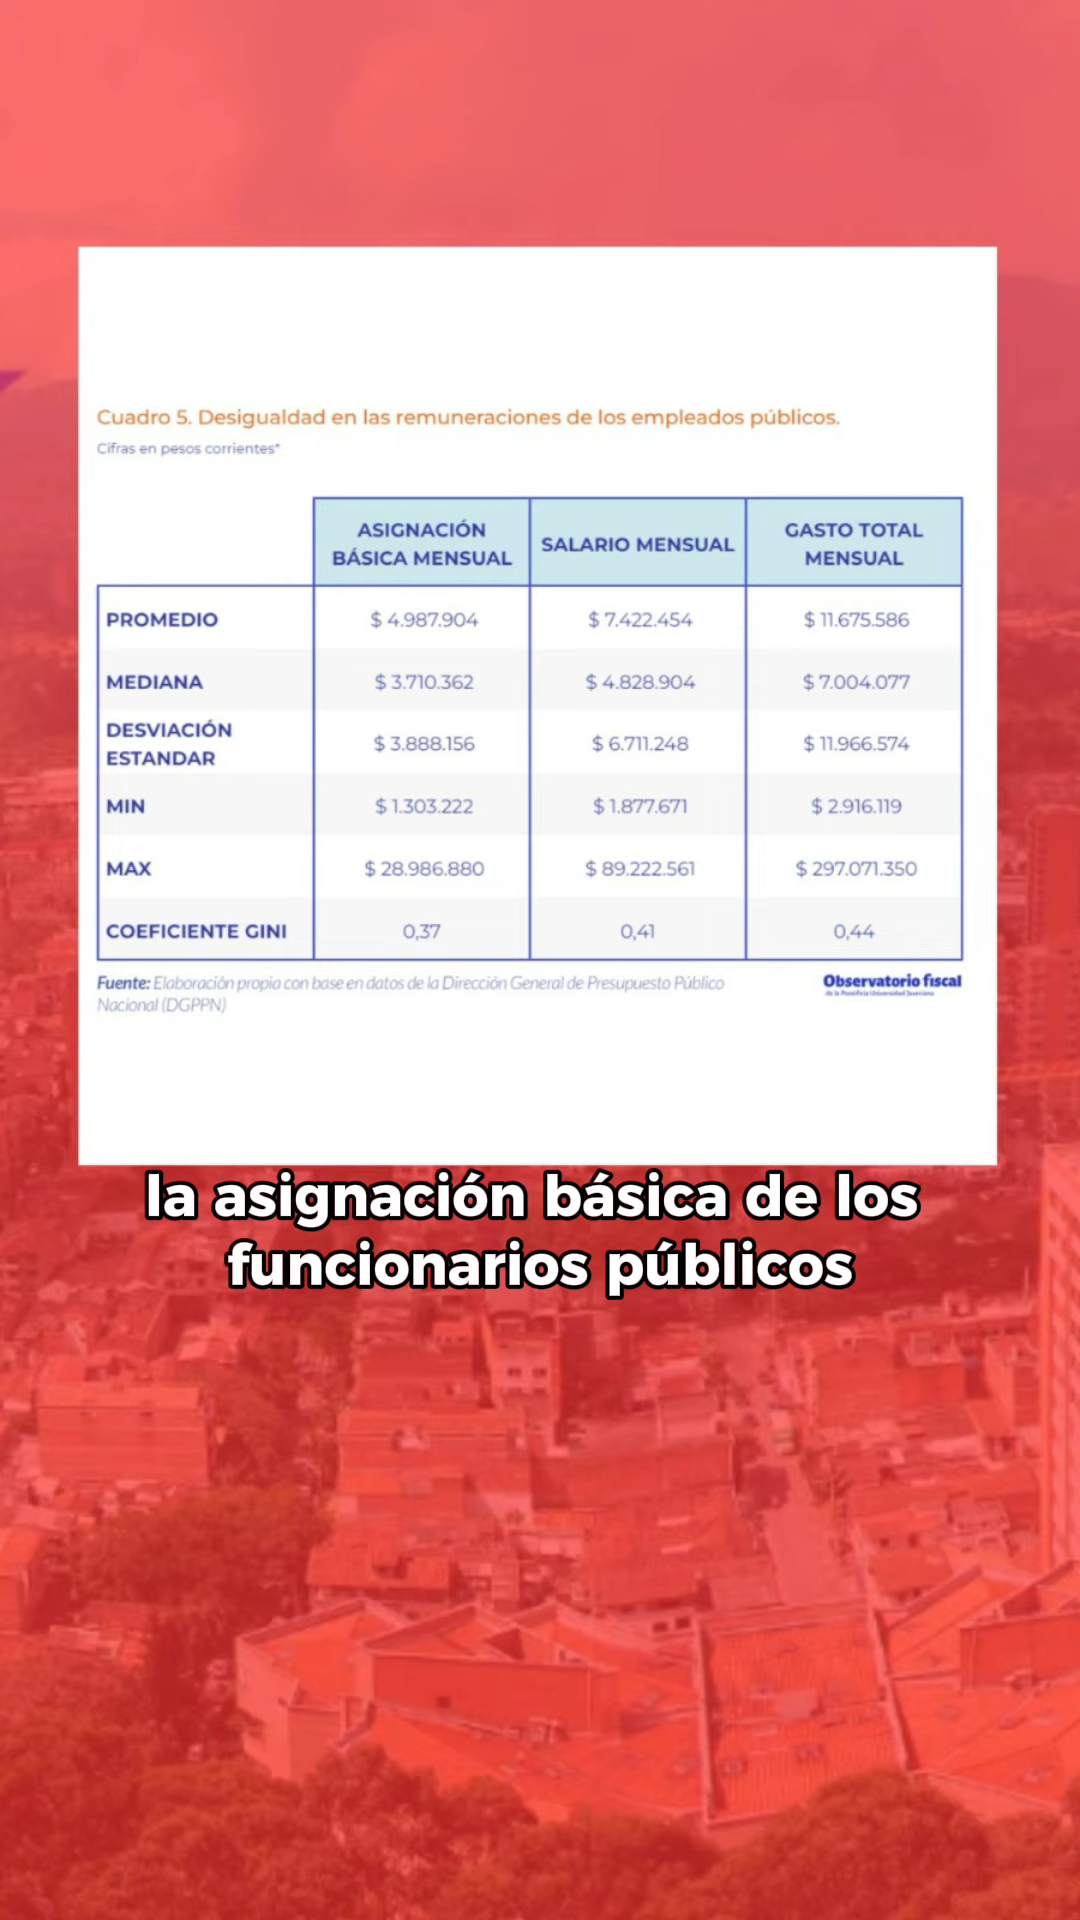 Cuadro 5. Desigualdad en las remuneraciones de los empleados públicos.
Cifras en pesos corrientes*
ASIGNACIÓN BÁSICA MENSUAL SALARIO MENSUAL GASTO TOTAL MENSUAL
PROMEDIO $ 4.987.904 $ 7.422.454 $ 11.675.586
MEDIANA $ 3.710.362 $ 4.828.904 $ 7.004.077
DESVIACIÓN ESTANDAR $ 3.888.156 $ 6.711.248 $ 11.966.574
MIN $ 1.303.222 $ 1.877.671 $ 2.916.119
MAX $ 28.986.880 $ 89.222.561 $ 297.071.350
COEFICIENTE GINI 0,37 0,41 0,44
Fuente: Elaboración propia con base en datos de la Dirección General de Presupuesto Público
Nacional (DGPPN)
Observatorio fiscal
de la Pontificia Universidad Javeriana
la asignación básica de los
funcionarios públicos